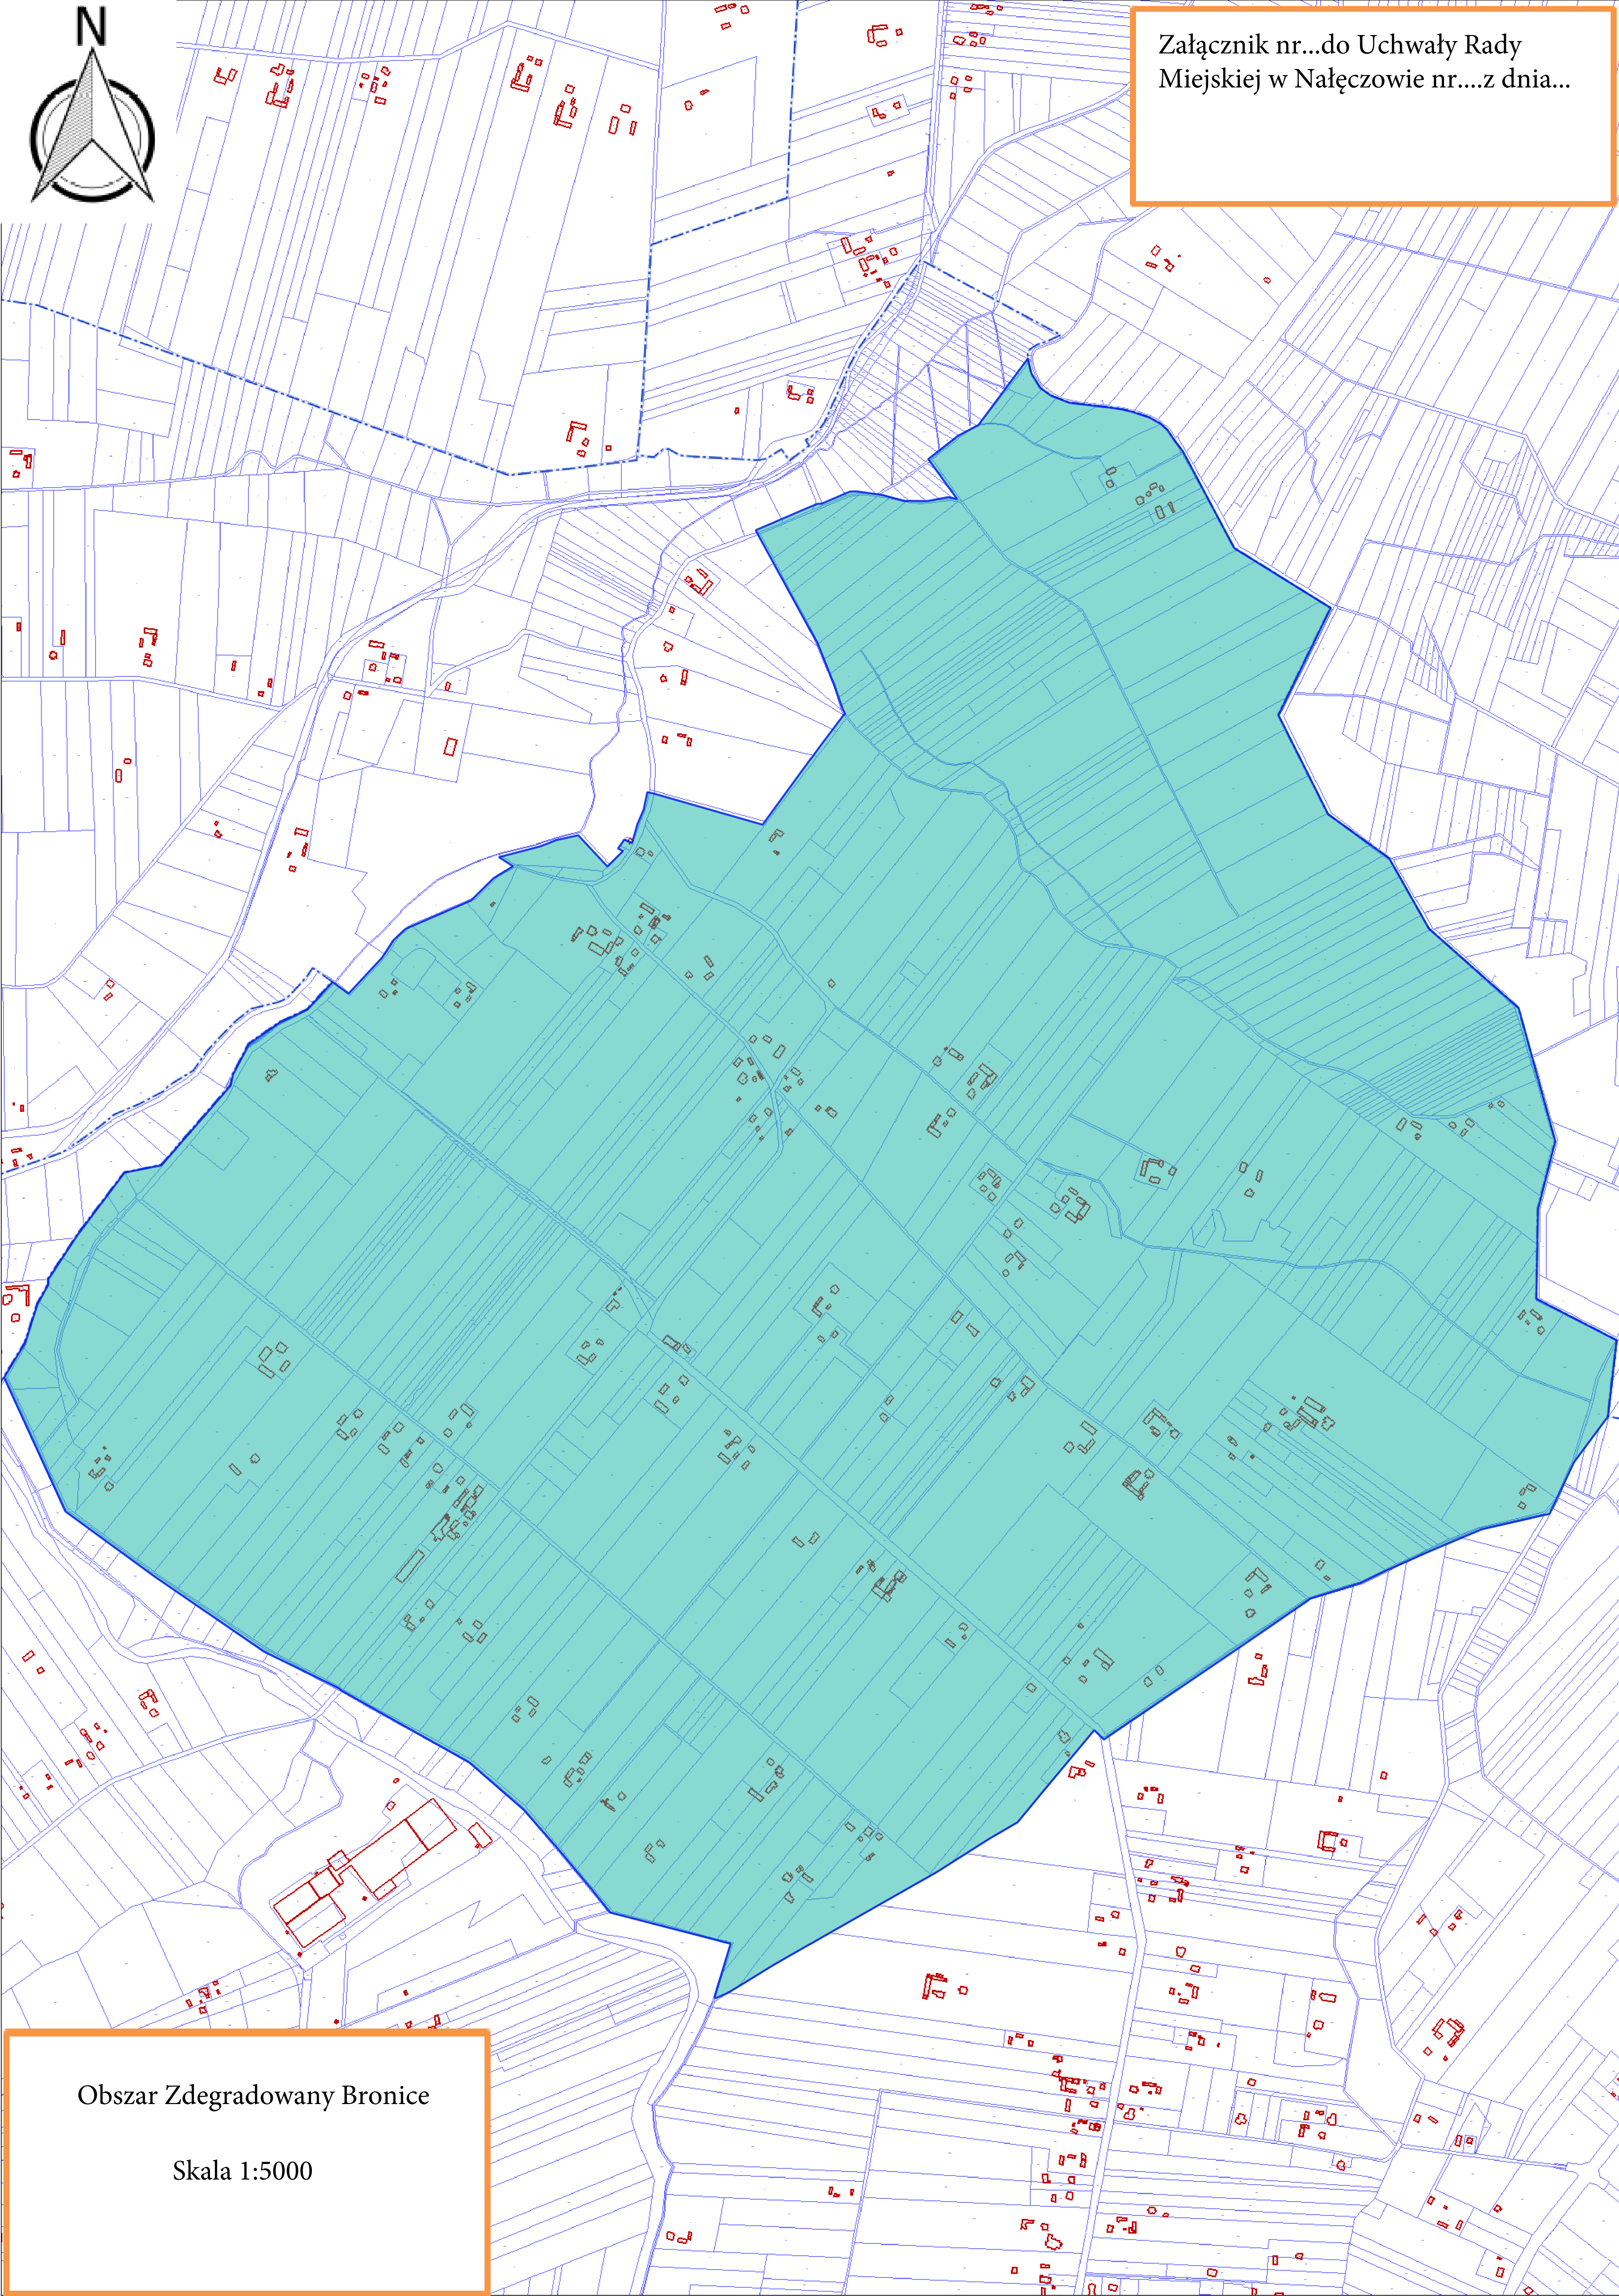 N
Załącznik nr...do Uchwały Rady
Miejskiej w Nałęczowie nr....z dnia...
Obszar Zdegradowany Bronice
Skala 1:5000